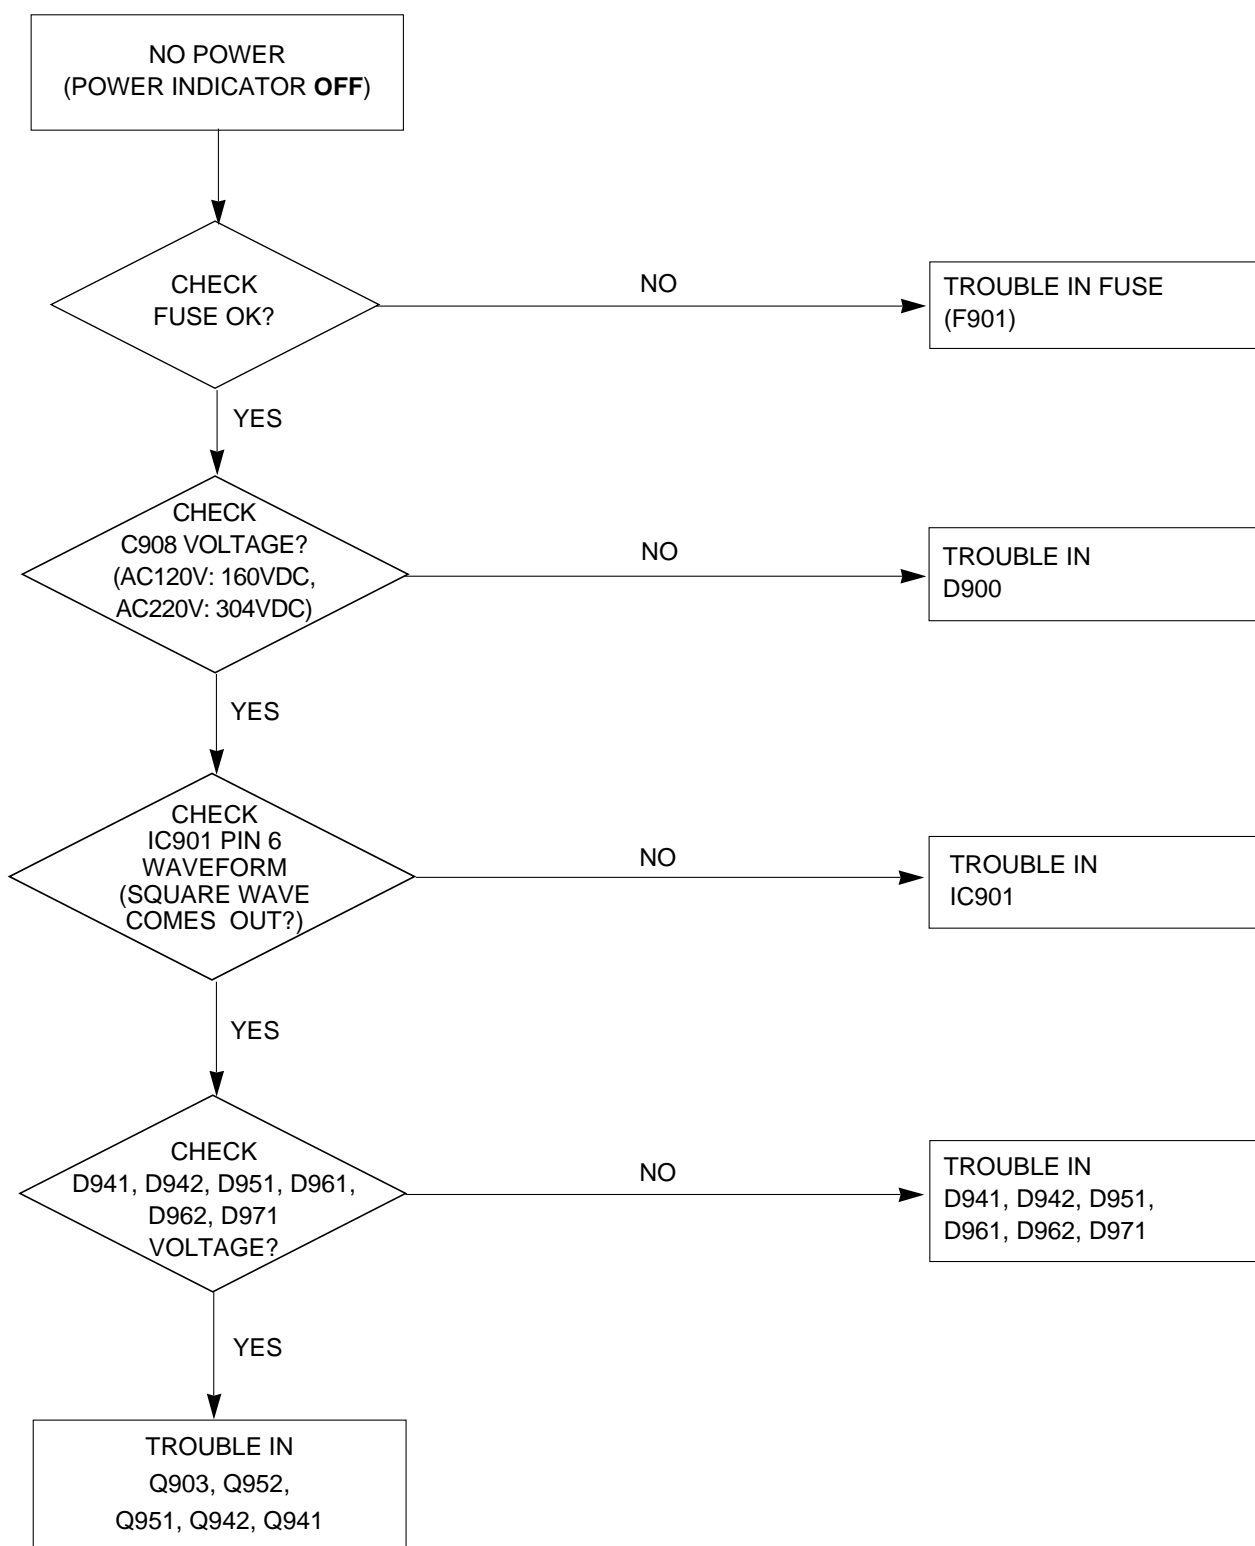 NO POWER
(POWER INDICATOR OFF)
CHECK
FUSE OK?
NO
TROUBLE IN FUSE
(F901)
YES
CHECK
C908 VOLTAGE?
(AC120V: 160VDC,
AC220V: 304VDC)
NO
TROUBLE IN
D900
YES
CHECK
IC901 PIN 6
WAVEFORM
(SQUARE WAVE
COMES OUT?)
NO
TROUBLE IN
IC901
YES
CHECK
D941, D942, D951, D961,
D962, D971
VOLTAGE?
NO
TROUBLE IN
D941, D942, D951,
D961, D962, D971
YES
TROUBLE IN
Q903, Q952,
Q951, Q942, Q941